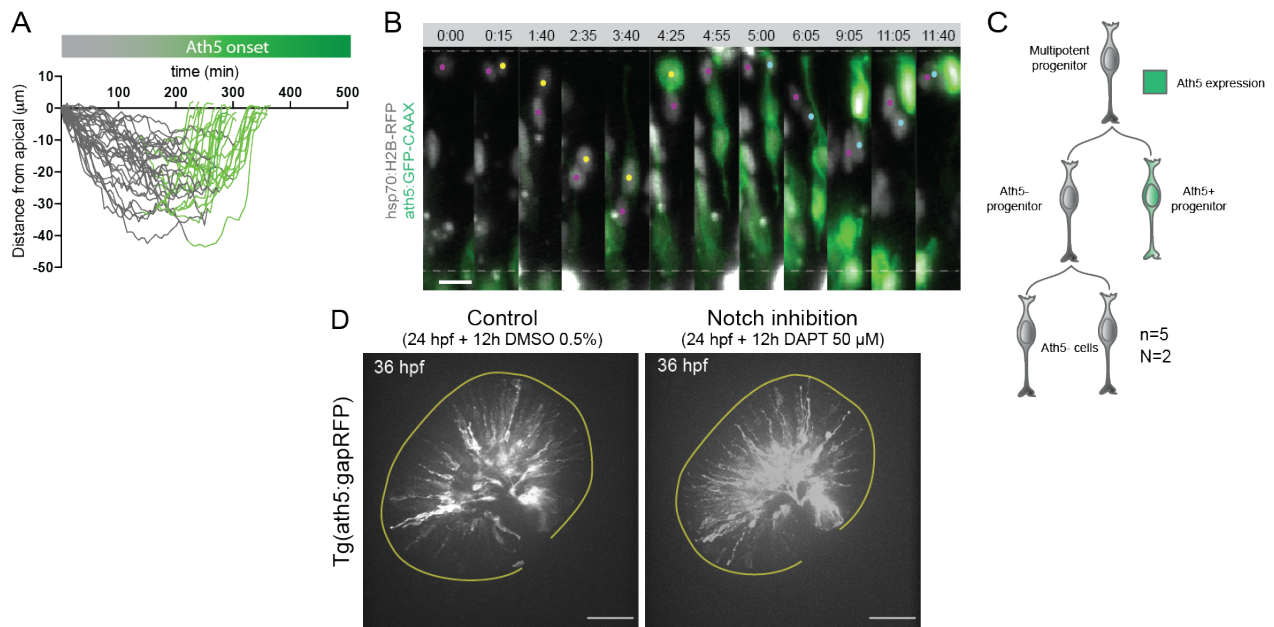 A
Ath5 onset
time (min)
10
0
-10
-20
-30
-40
-50
100 200 300 400 500
Distance from apical (µm)
B
0:00 0:15 1:40 2:35 3:40 4:25 4:55 5:00 6:05 9:05 11:05 11:40
hsp70:H2B-RFP
ath5:GFP-CAAX
C
Multipotent
progenitor
Ath5 expression
Ath5-
progenitor
Ath5+
progenitor
Ath5- cells
n=5
N=2
D
Control
(24 hpf + 12h DMSO 0.5%)
Notch inhibition
(24 hpf + 12h DAPT 50 µM)
36 hpf
36 hpf
Tg(ath5:gapRFP)